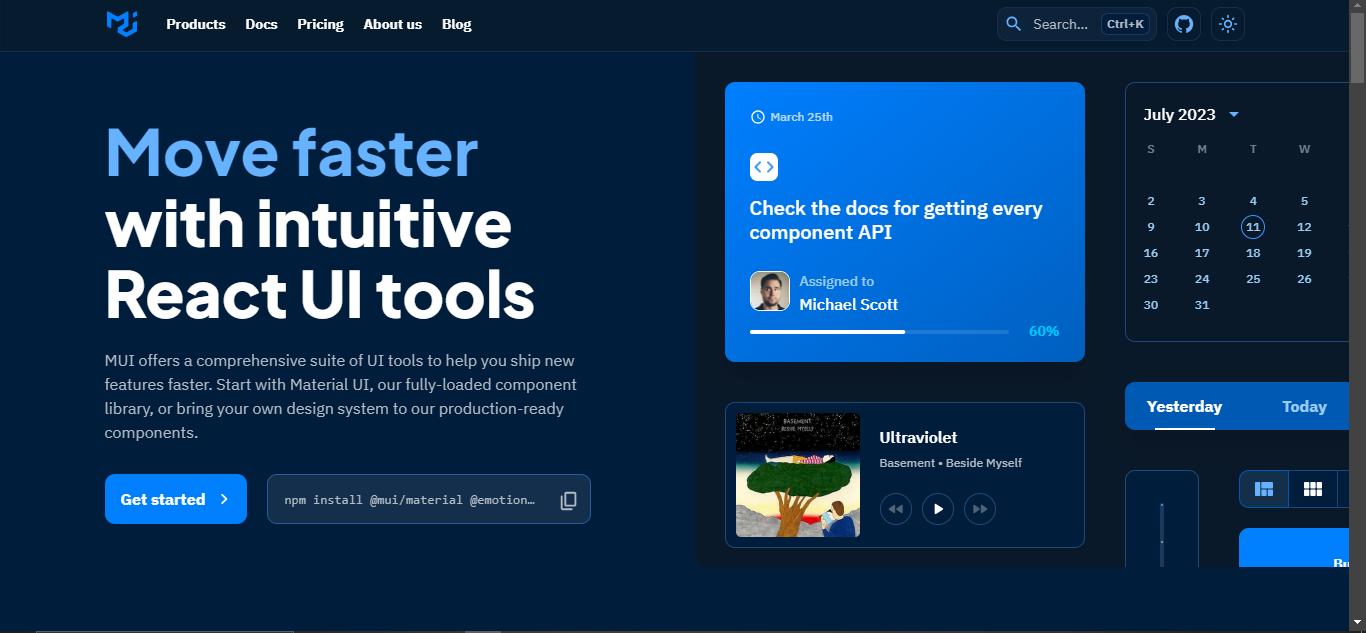 Products Docs Pricing About us Blog
Search... Ctrl+K
Move faster
with intuitive
React UI tools
MUI offers a comprehensive suite of UI tools to help you ship new
features faster. Start with Material UI, our fully-loaded component
library, or bring your own design system to our production-ready
components.
Get started
npm install @mui/material @emotion…
March 25th
Check the docs for getting every
component API
Assigned to
Michael Scott
60%
BASEMENT
BESIDE MYSELF
Ultraviolet
Basement • Beside Myself
July 2023
S M T W
2 3 4 5
9 10 11 12
16 17 18 19
23 24 25 26
30 31
Yesterday Today